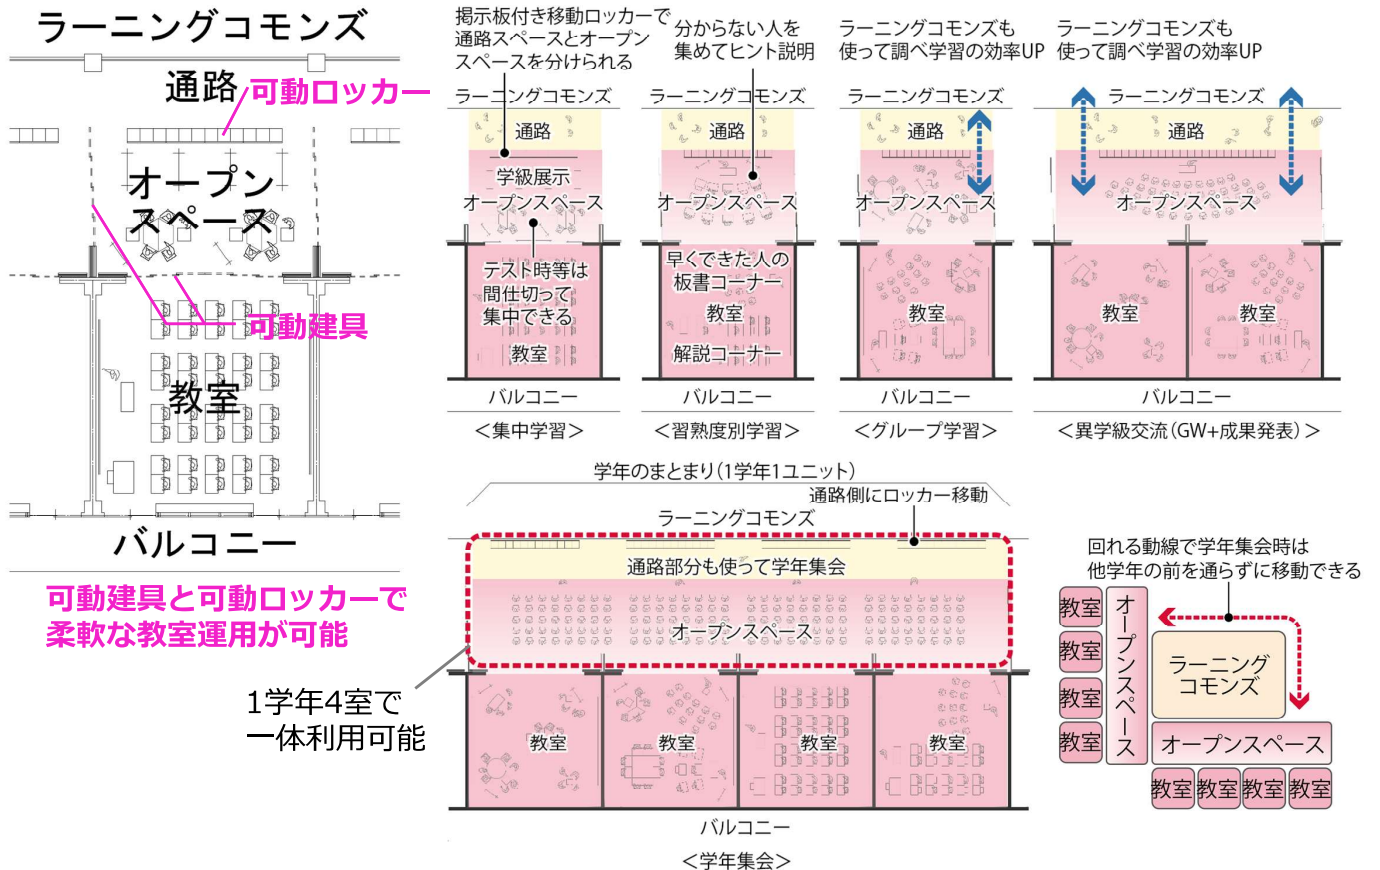 ラーニングコモンズ
通路
可動ロッカー
オープン
スペース
可動建具
教室
バルコニー
可動建具と可動ロッカーで
柔軟な教室運用が可能
掲示板付き移動ロッカーで
通路スペースとオープン
スペースを分けられる
ラーニングコモンズ
通路
学級展示
オープンスペース
テスト時等は
間仕切って
集中できる
教室
バルコニー
＜集中学習＞
分からない人を
集めてヒント説明
ラーニングコモンズ
通路
オープンスペース
早くできた人の
板書コーナー
教室
解説コーナー
バルコニー
＜習熟度別学習＞
ラーニングコモンズも
使って調べ学習の効率UP
ラーニングコモンズ
通路
オープンスペース
教室
バルコニー
＜グループ学習＞
ラーニングコモンズも
使って調べ学習の効率UP
ラーニングコモンズ
通路
オープンスペース
教室
教室
バルコニー
＜異学級交流（GW+成果発表）＞
学年のまとまり（1学年1ユニット）
通路側にロッカー移動
ラーニングコモンズ
通路部分も使って学年集会
オープンスペース
1学年4室で
一体利用可能
教室
教室
教室
教室
バルコニー
＜学年集会＞
回れる動線で学年集会時は
他学年の前を通らずに移動できる
教室
教室
教室
教室
オープンスペース
ラーニング
コモンズ
オープンスペース
教室
教室
教室
教室